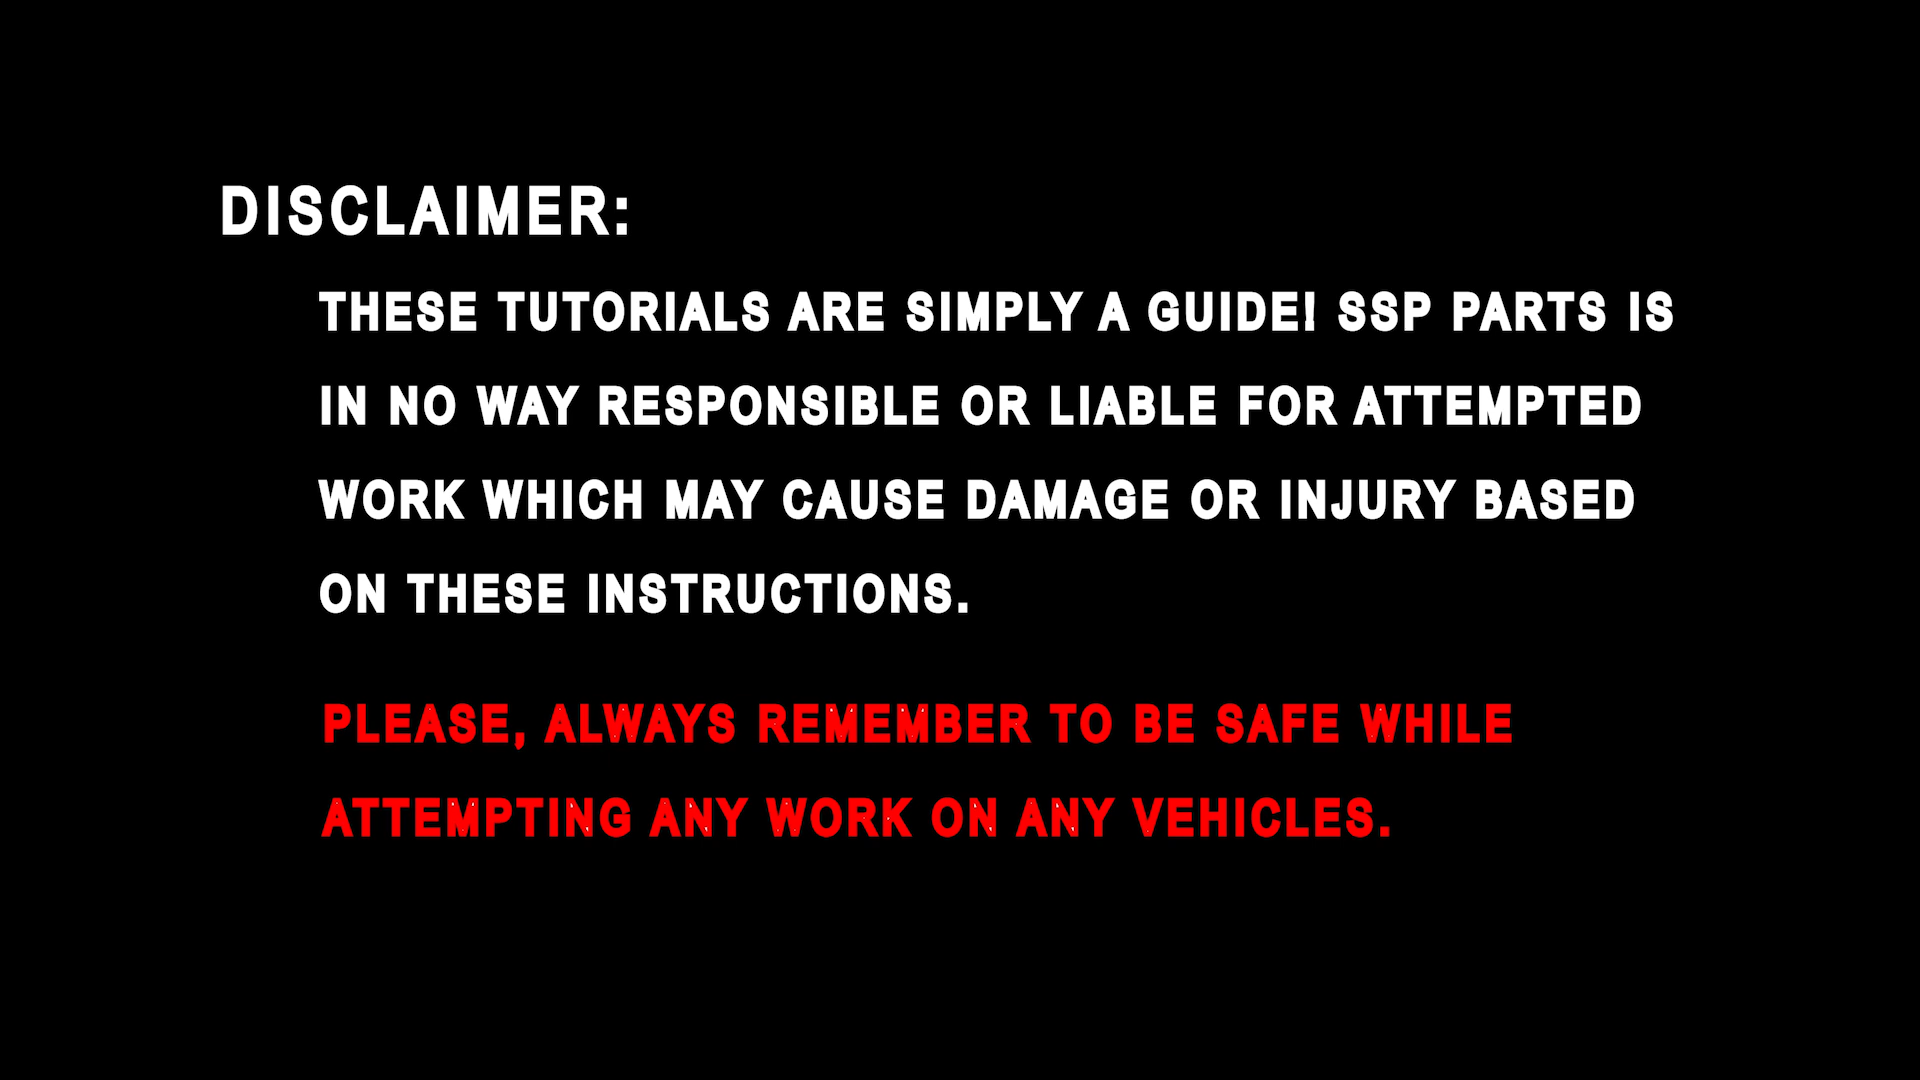 DISCLAIMER:
THESE TUTORIALS ARE SIMPLY A GUIDE! SSP PARTS IS
IN NO WAY RESPONSIBLE OR LIABLE FOR ATTEMPTED
WORK WHICH MAY CAUSE DAMAGE OR INJURY BASED
ON THESE INSTRUCTIONS.
PLEASE, ALWAYS REMEMBER TO BE SAFE WHILE
ATTEMPTING ANY WORK ON ANY VEHICLES.